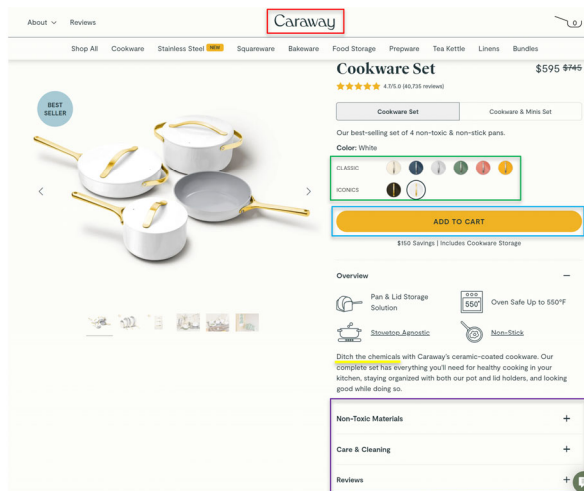 About
Reviews
Caraway
0
Shop All
Cookware
Stainless Steel NEW
Squareware
Bakeware
Food Storage
Prepware
Tea Kettle
Linens
Bundles
BEST
SELLER
Cookware Set
$595 $745
4.7/5.0 (80,735 reviews)
Cookware Set
Cookware & Minis Set
Our best-selling set of 4 non-toxic & non-stick pans.
Color: White
CLASSIC
ICONICS
ADD TO CART
$150 Savings | Includes Cookware Storage
Overview
Pan & Lid Storage
Solution
550°
Oven Safe Up to 550°F
Stovetop Agnostic
Non-Stick
Ditch the chemicals with Caraway's ceramic-coated cookware. Our
complete set has everything you'll need for healthy cooking in your
kitchen, staying organized with both our pot and lid holders, and looking
good while doing so.
Non-Toxic Materials
Care & Cleaning
Reviews